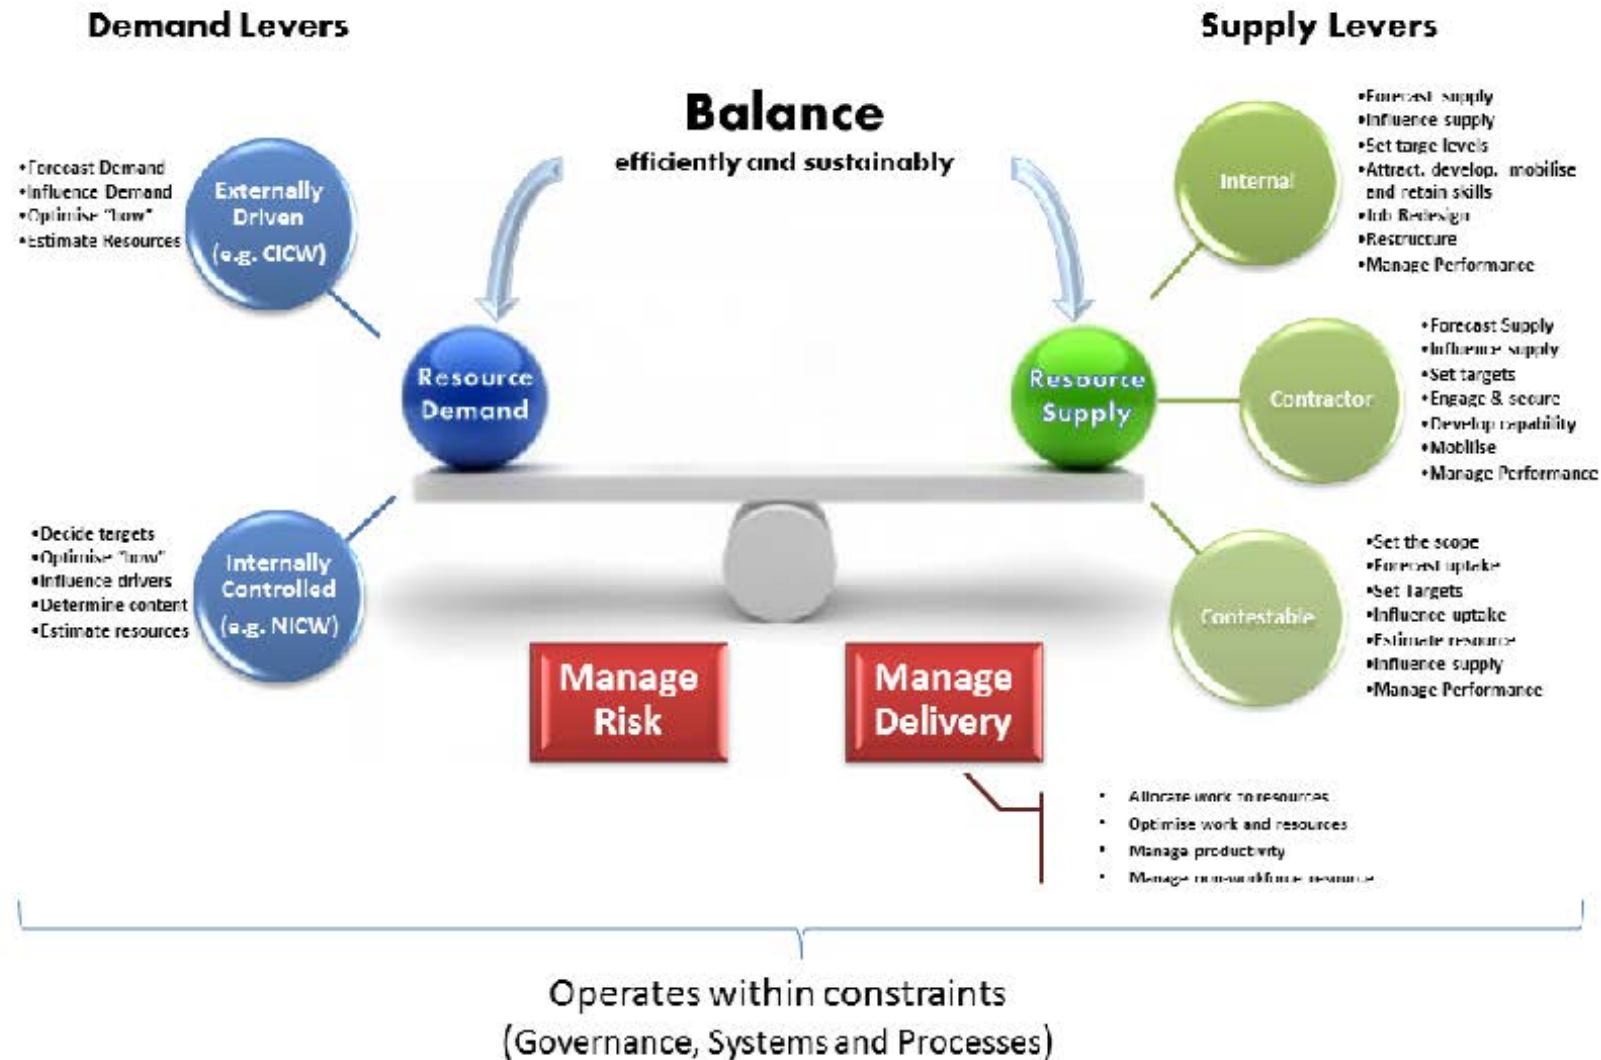 Demand Levers
Supply Levers
Balance
efficiently and sustainably
•Forecast Demand
•Influence Demand
•Optimise "how"
•Estimate Resources
Externally
Driven
(e.g. CICW)
Resource
Demand
•Decide targets
•Optimise "how"
•Influence drivers
•Determine content
•Estimate resources
Internally
Controlled
(e.g. NICW)
Resource
Supply
Internal
•Forecast supply
•Influence supply
•Set targe levels
•Attract, develop, mobilise
and retain skills
•Job Redesign
•Restructure
•Manage Performance
Contractor
•Forecast Supply
•Influence supply
•Set targets
•Engage & secure
•Develop capability
•Mobilise
•Manage Performance
Contestable
•Set the scope
•Forecast uptake
•Set Targets
•Influence uptake
•Estimate resource
•Influence supply
•Manage Performance
Manage
Risk
Manage
Delivery
• Allocate work to resources
• Optimise work and resources
• Manage productivity
• Manage non-workforce resource
Operates within constraints
(Governance, Systems and Processes)